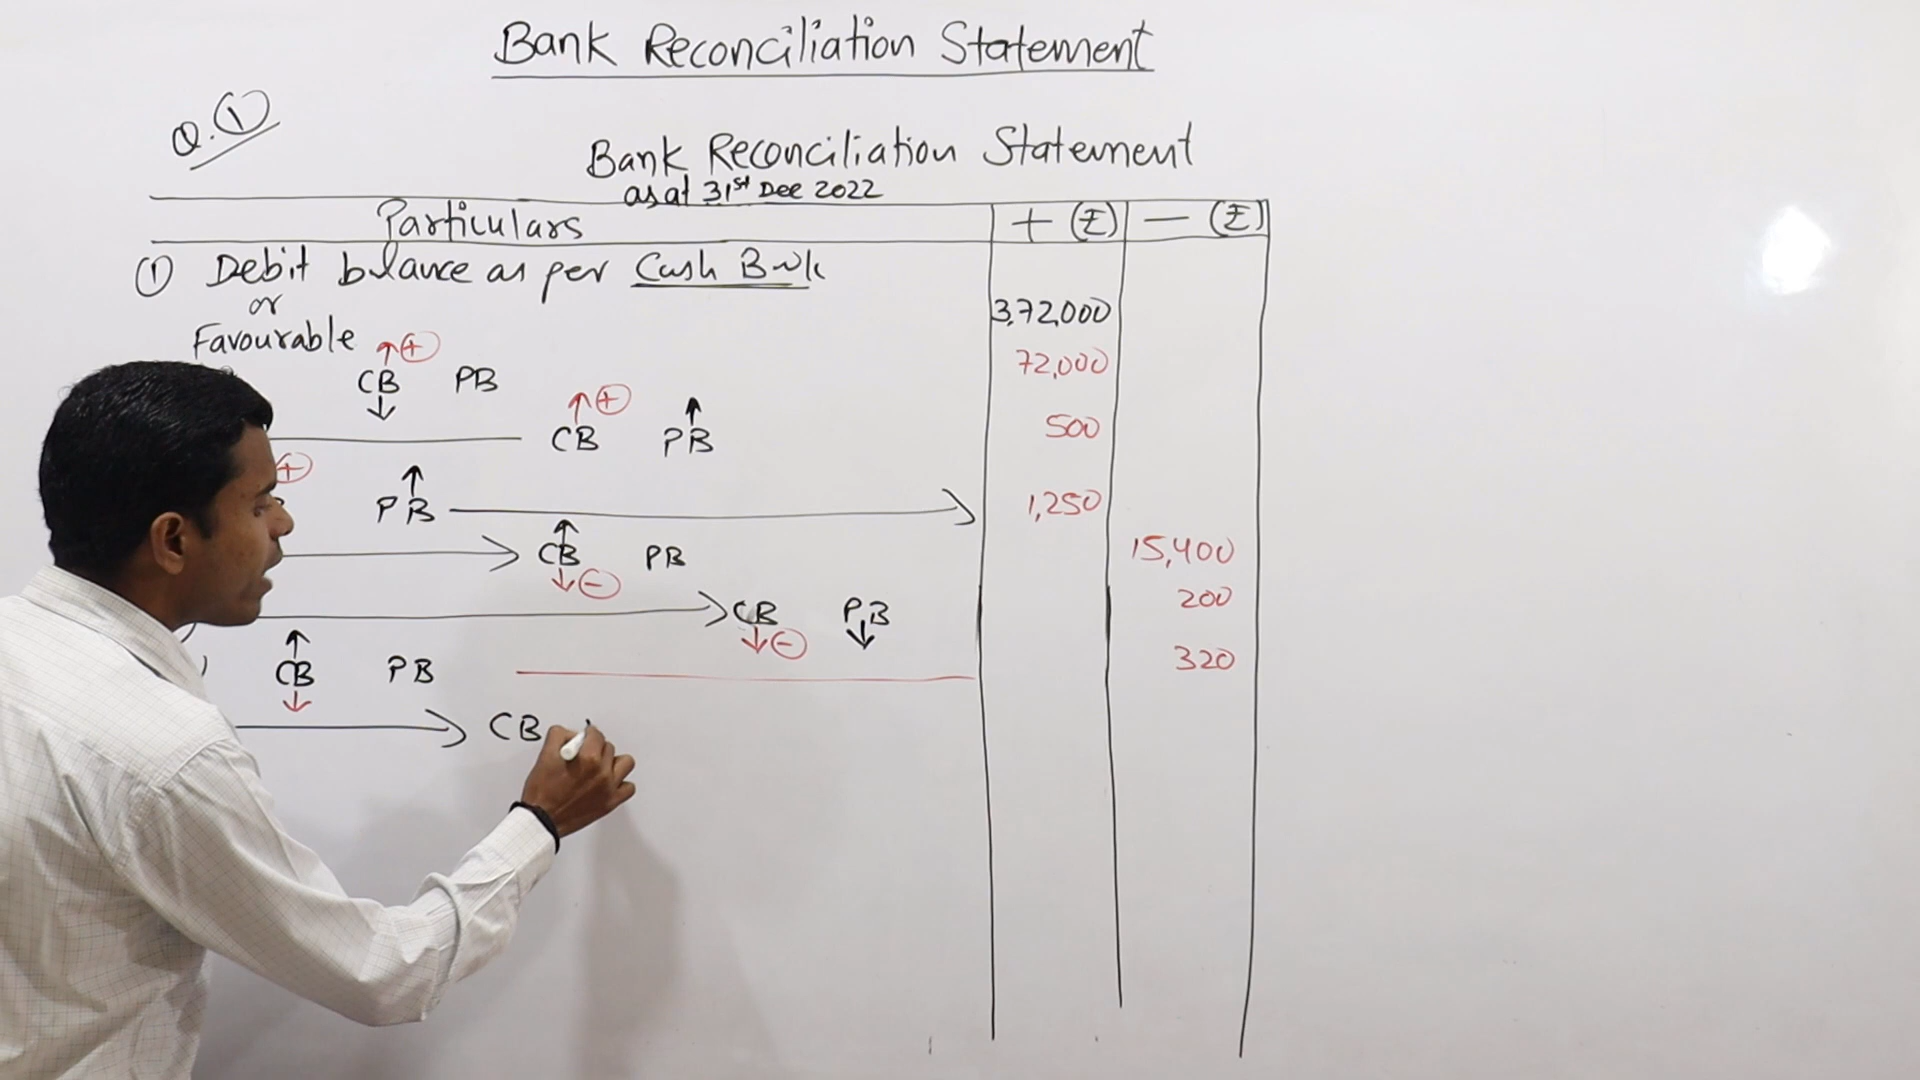 Bank Reconciliation Statement
Q. ①
Bank Reconciliation Statement
as at 31st Dec 2022
Particulars + (₹) — (₹)
① Debit balance as per Cash Book
or
Favourable 3,72,000
↑⊕
CB PB 72,000
↓
↑⊕ ↑
CB PB 500
⊕ ↑
PB 1,250
↑
CB PB 15,400
↓⊖
CB PB 200
↓⊖ ↓
↑
CB PB 320
↓
CB